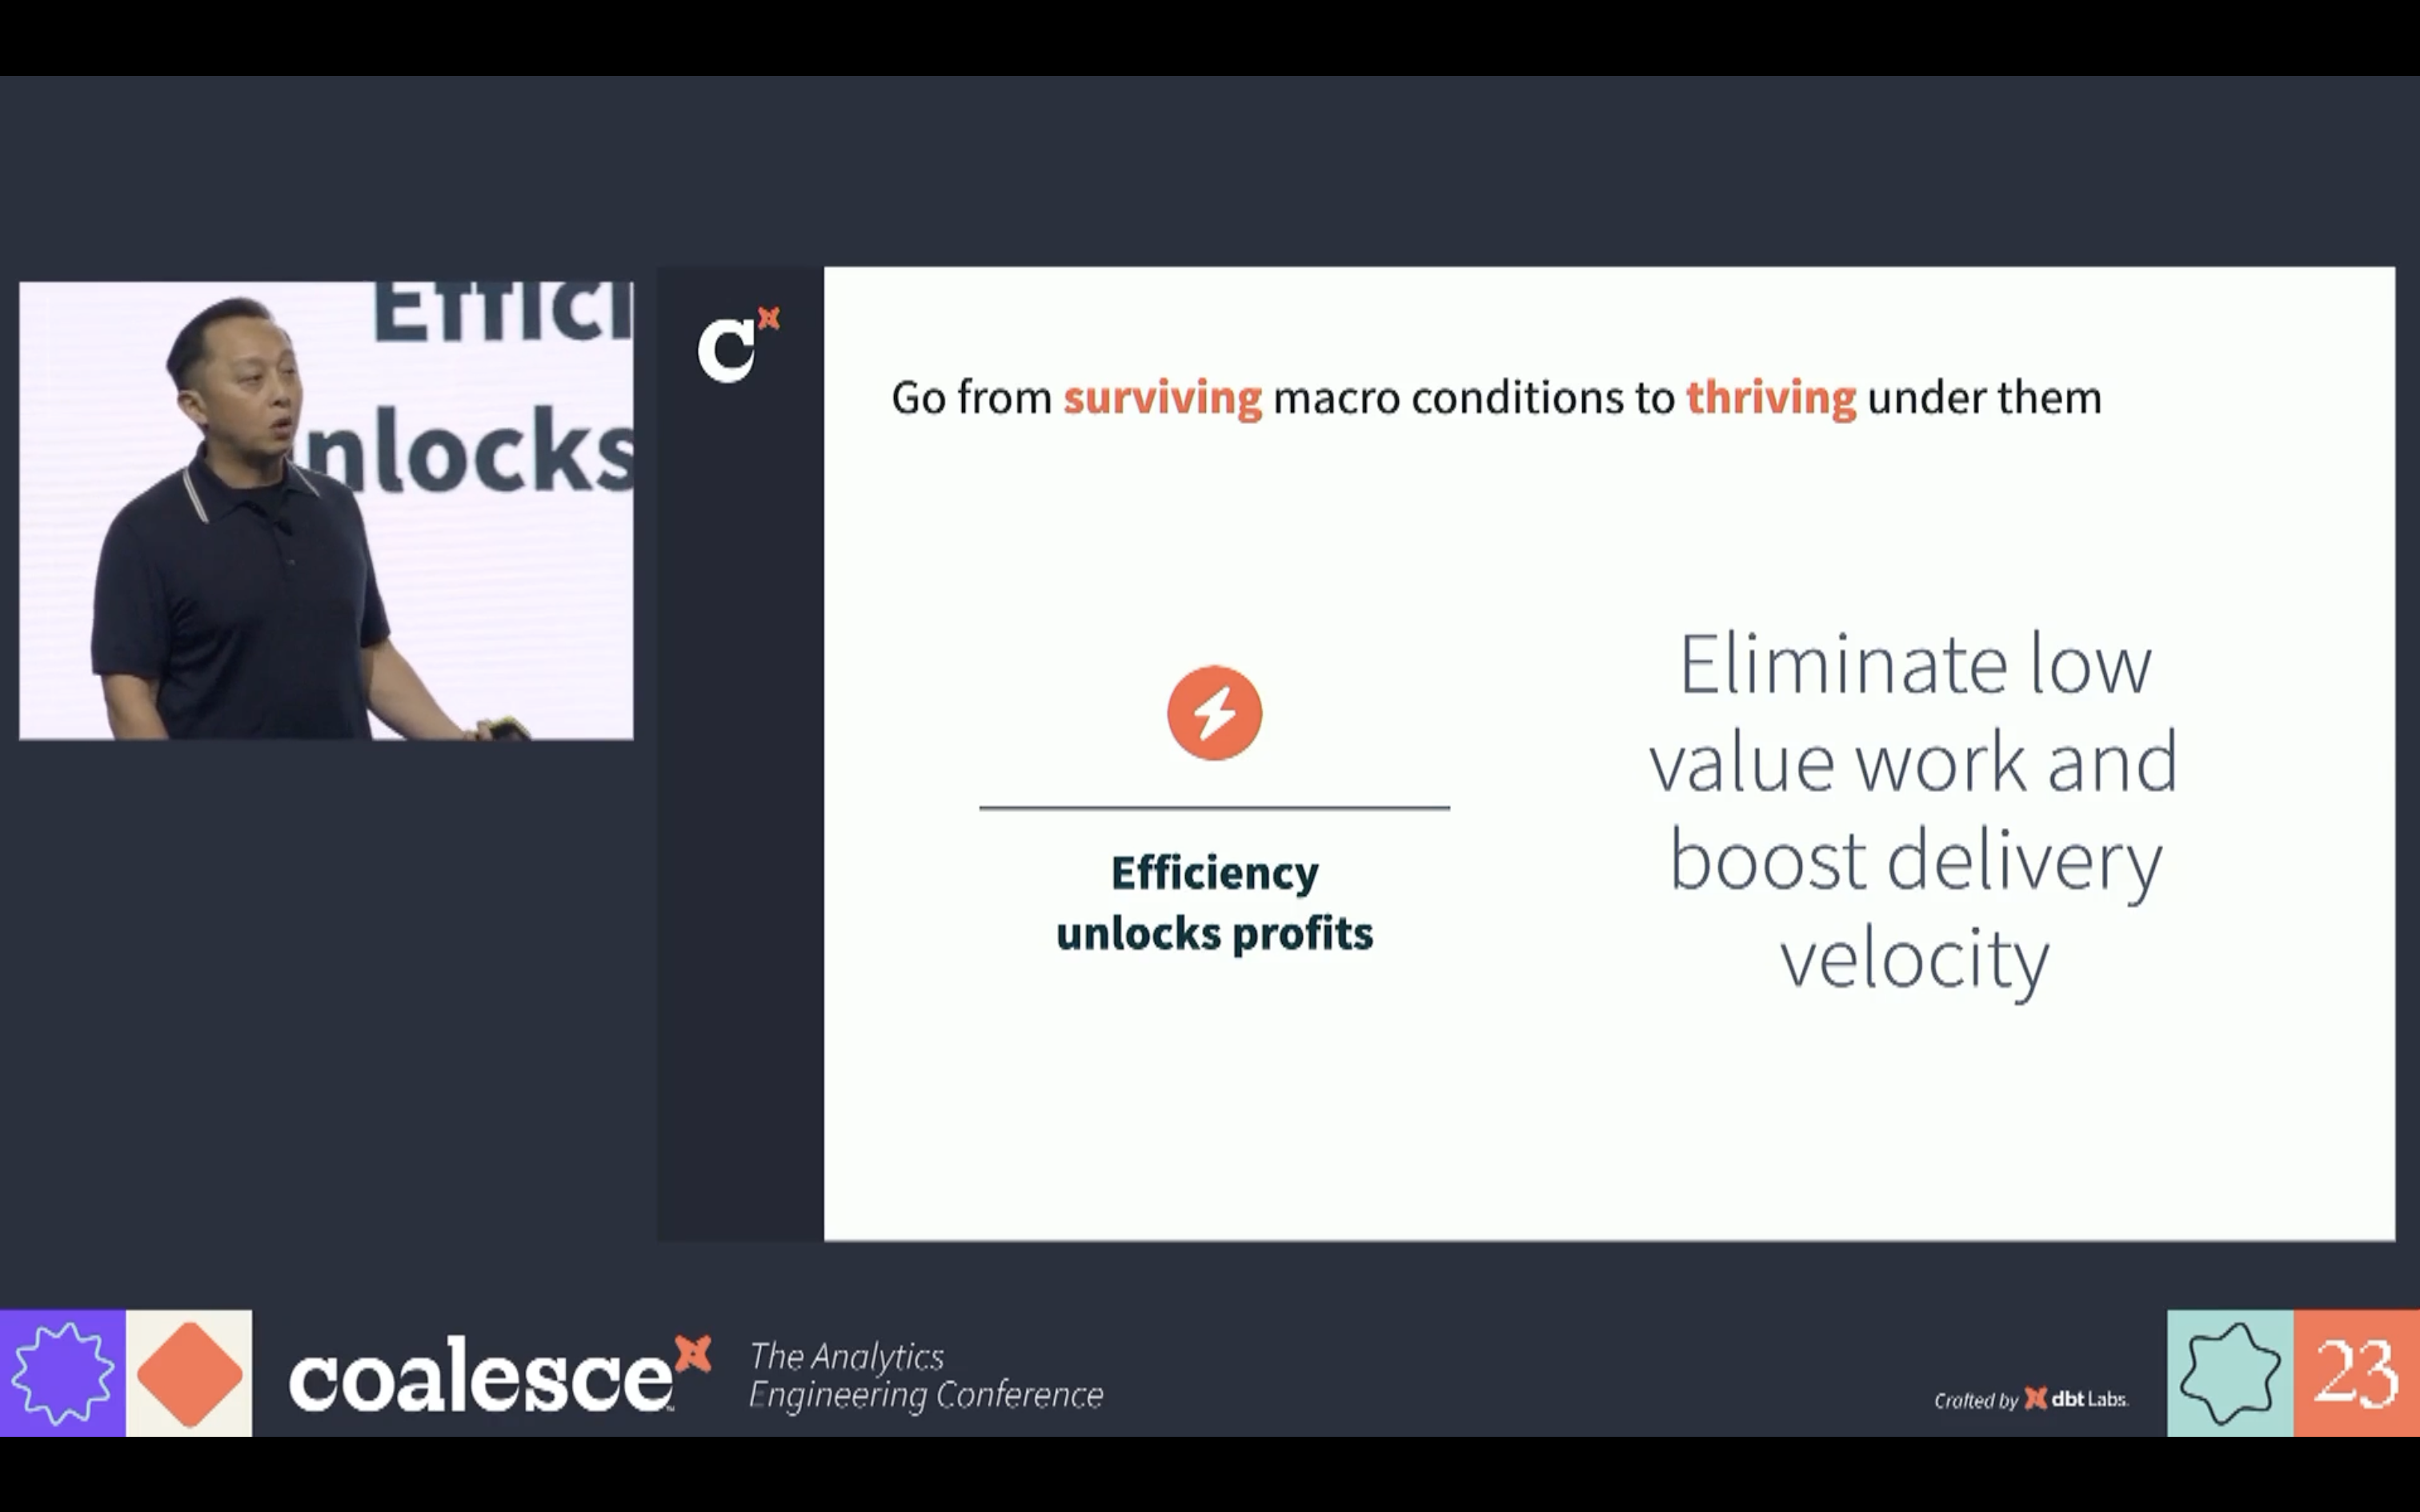 Effici
nlocks
C
Go from surviving macro conditions to thriving under them
Efficiency
unlocks profits
Eliminate low
value work and
boost delivery
velocity
coalesce
The Analytics
Engineering Conference
Crafted by dbt Labs
23